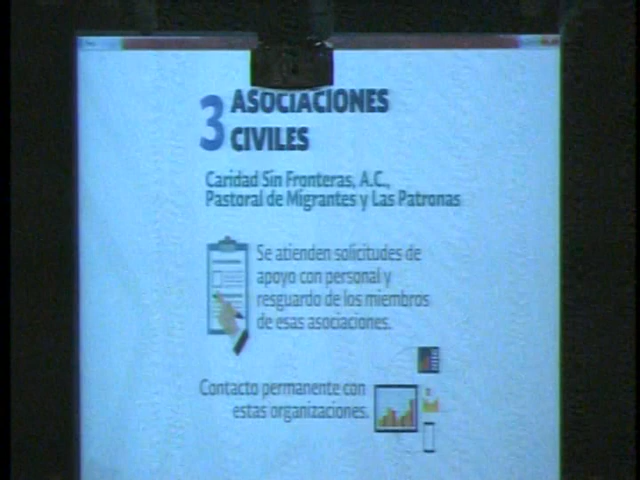 3 ASOCIACIONES
CIVILES
Caridad Sin Fronteras, A.C.,
Pastoral de Migrantes y Las Patronas
Se atienden solicitudes de
apoyo con personal y
resguardo de los miembros
de esas asociaciones.
Contacto permanente con
estas organizaciones.